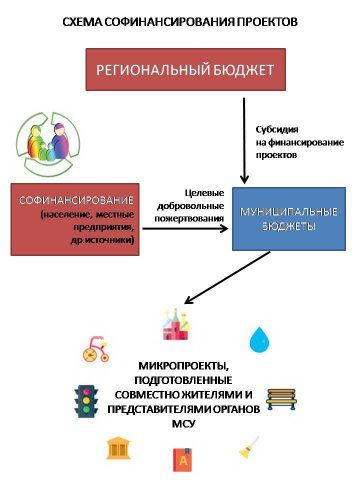 СХЕМА СОФИНАНСИРОВАНИЯ ПРОЕКТОВ
РЕГИОНАЛЬНЫЙ БЮДЖЕТ
Субсидия
на финансирование
проектов
СОФИНАНСИРОВАНИЕ
(население, местные
предприятия,
др.источники)
Целевые
добровольные
пожертвования
МУНИЦИПАЛЬНЫЕ
БЮДЖЕТЫ
МИКРОПРОЕКТЫ,
ПОДГОТОВЛЕННЫЕ
СОВМЕСТНО ЖИТЕЛЯМИ И
ПРЕДСТАВИТЕЛЯМИ ОРГАНОВ
МСУ
A